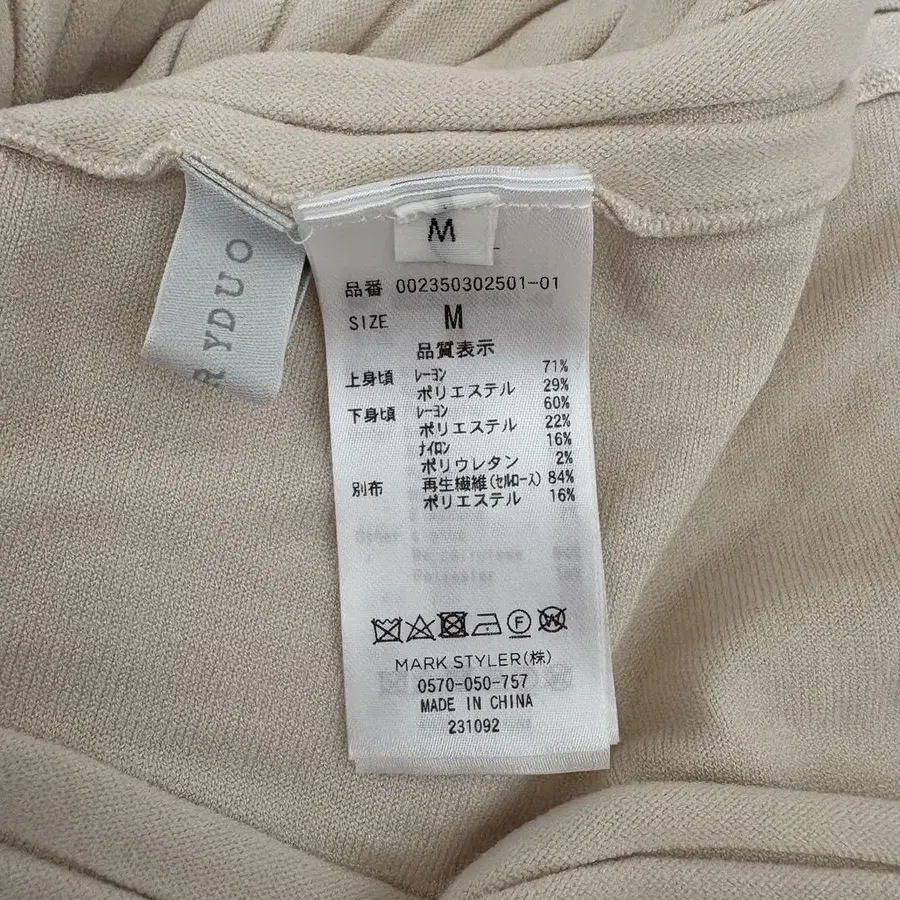 RYDUO
M
品番 002350302501-01
SIZE M
品質表示
上身頃 レーヨン 71%
ポリエステル 29%
下身頃 レーヨン 60%
ポリエステル 22%
ナイロン 16%
ポリウレタン 2%
別布 再生繊維(セルロース) 84%
ポリエステル 16%
MARK STYLER(株)
0570-050-757
MADE IN CHINA
231092